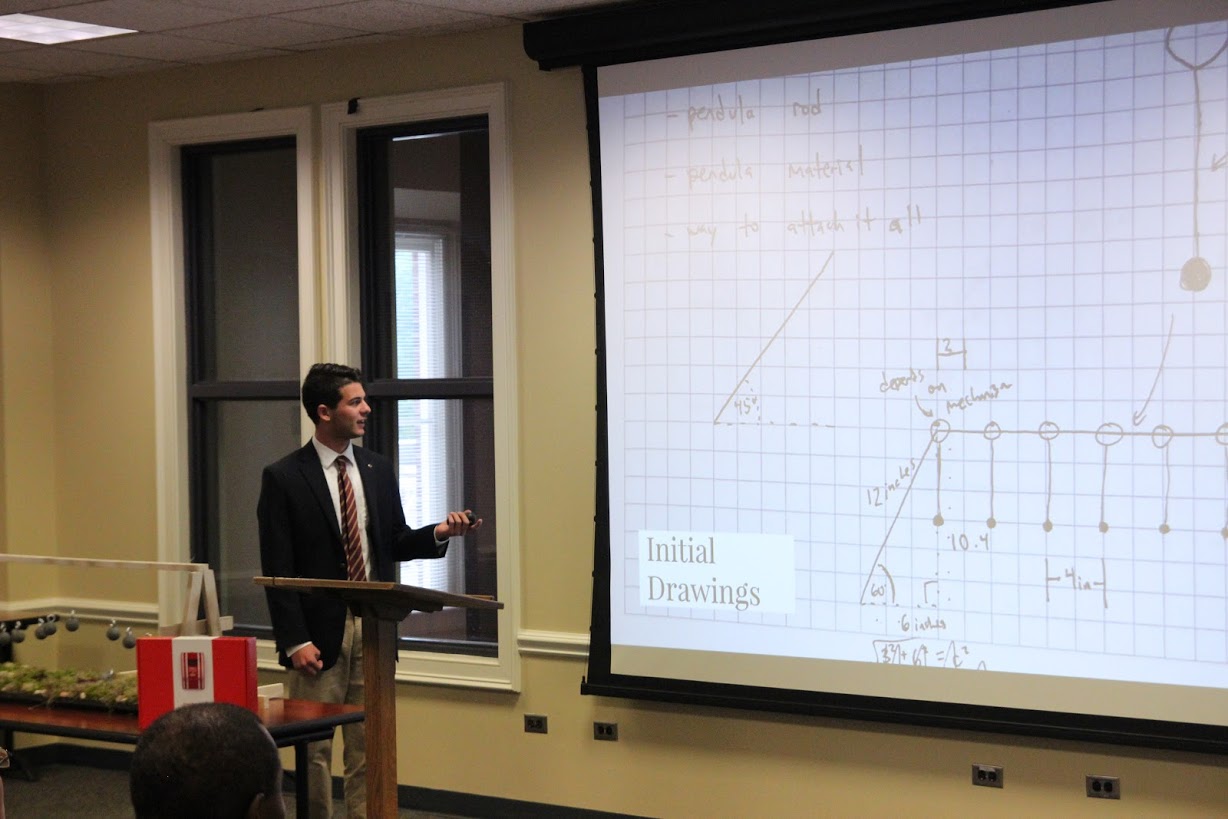 - pendula rod
- pendula material
- way to attach it all
45°
3
depends on mechanism
12 inches
10.4
60°
4in
6 inches
Initial
Drawings